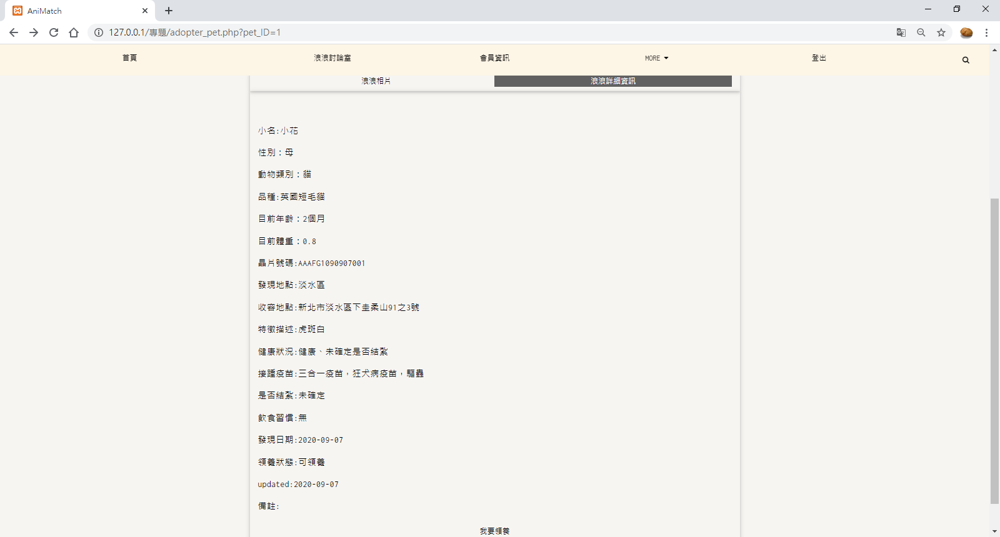 AniMatch
127.0.0.1/專題/adopter_pet.php?pet_ID=1
首頁 浪浪討論室 會員資訊 MORE 登出
浪浪相片 浪浪詳細資訊
小名:小花
性別：母
動物類別：貓
品種:英國短毛貓
目前年齡：2個月
目前體重：0.8
晶片號碼:AAAFG1090907001
發現地點:淡水區
收容地點:新北市淡水區下圭柔山91之3號
特徵描述:虎斑白
健康狀況:健康、未確定是否結紮
接踵疫苗:三合一疫苗，狂犬病疫苗，驅蟲
是否結紮:未確定
飲食習慣:無
發現日期:2020-09-07
領養狀態:可領養
updated:2020-09-07
備註:
我要領養